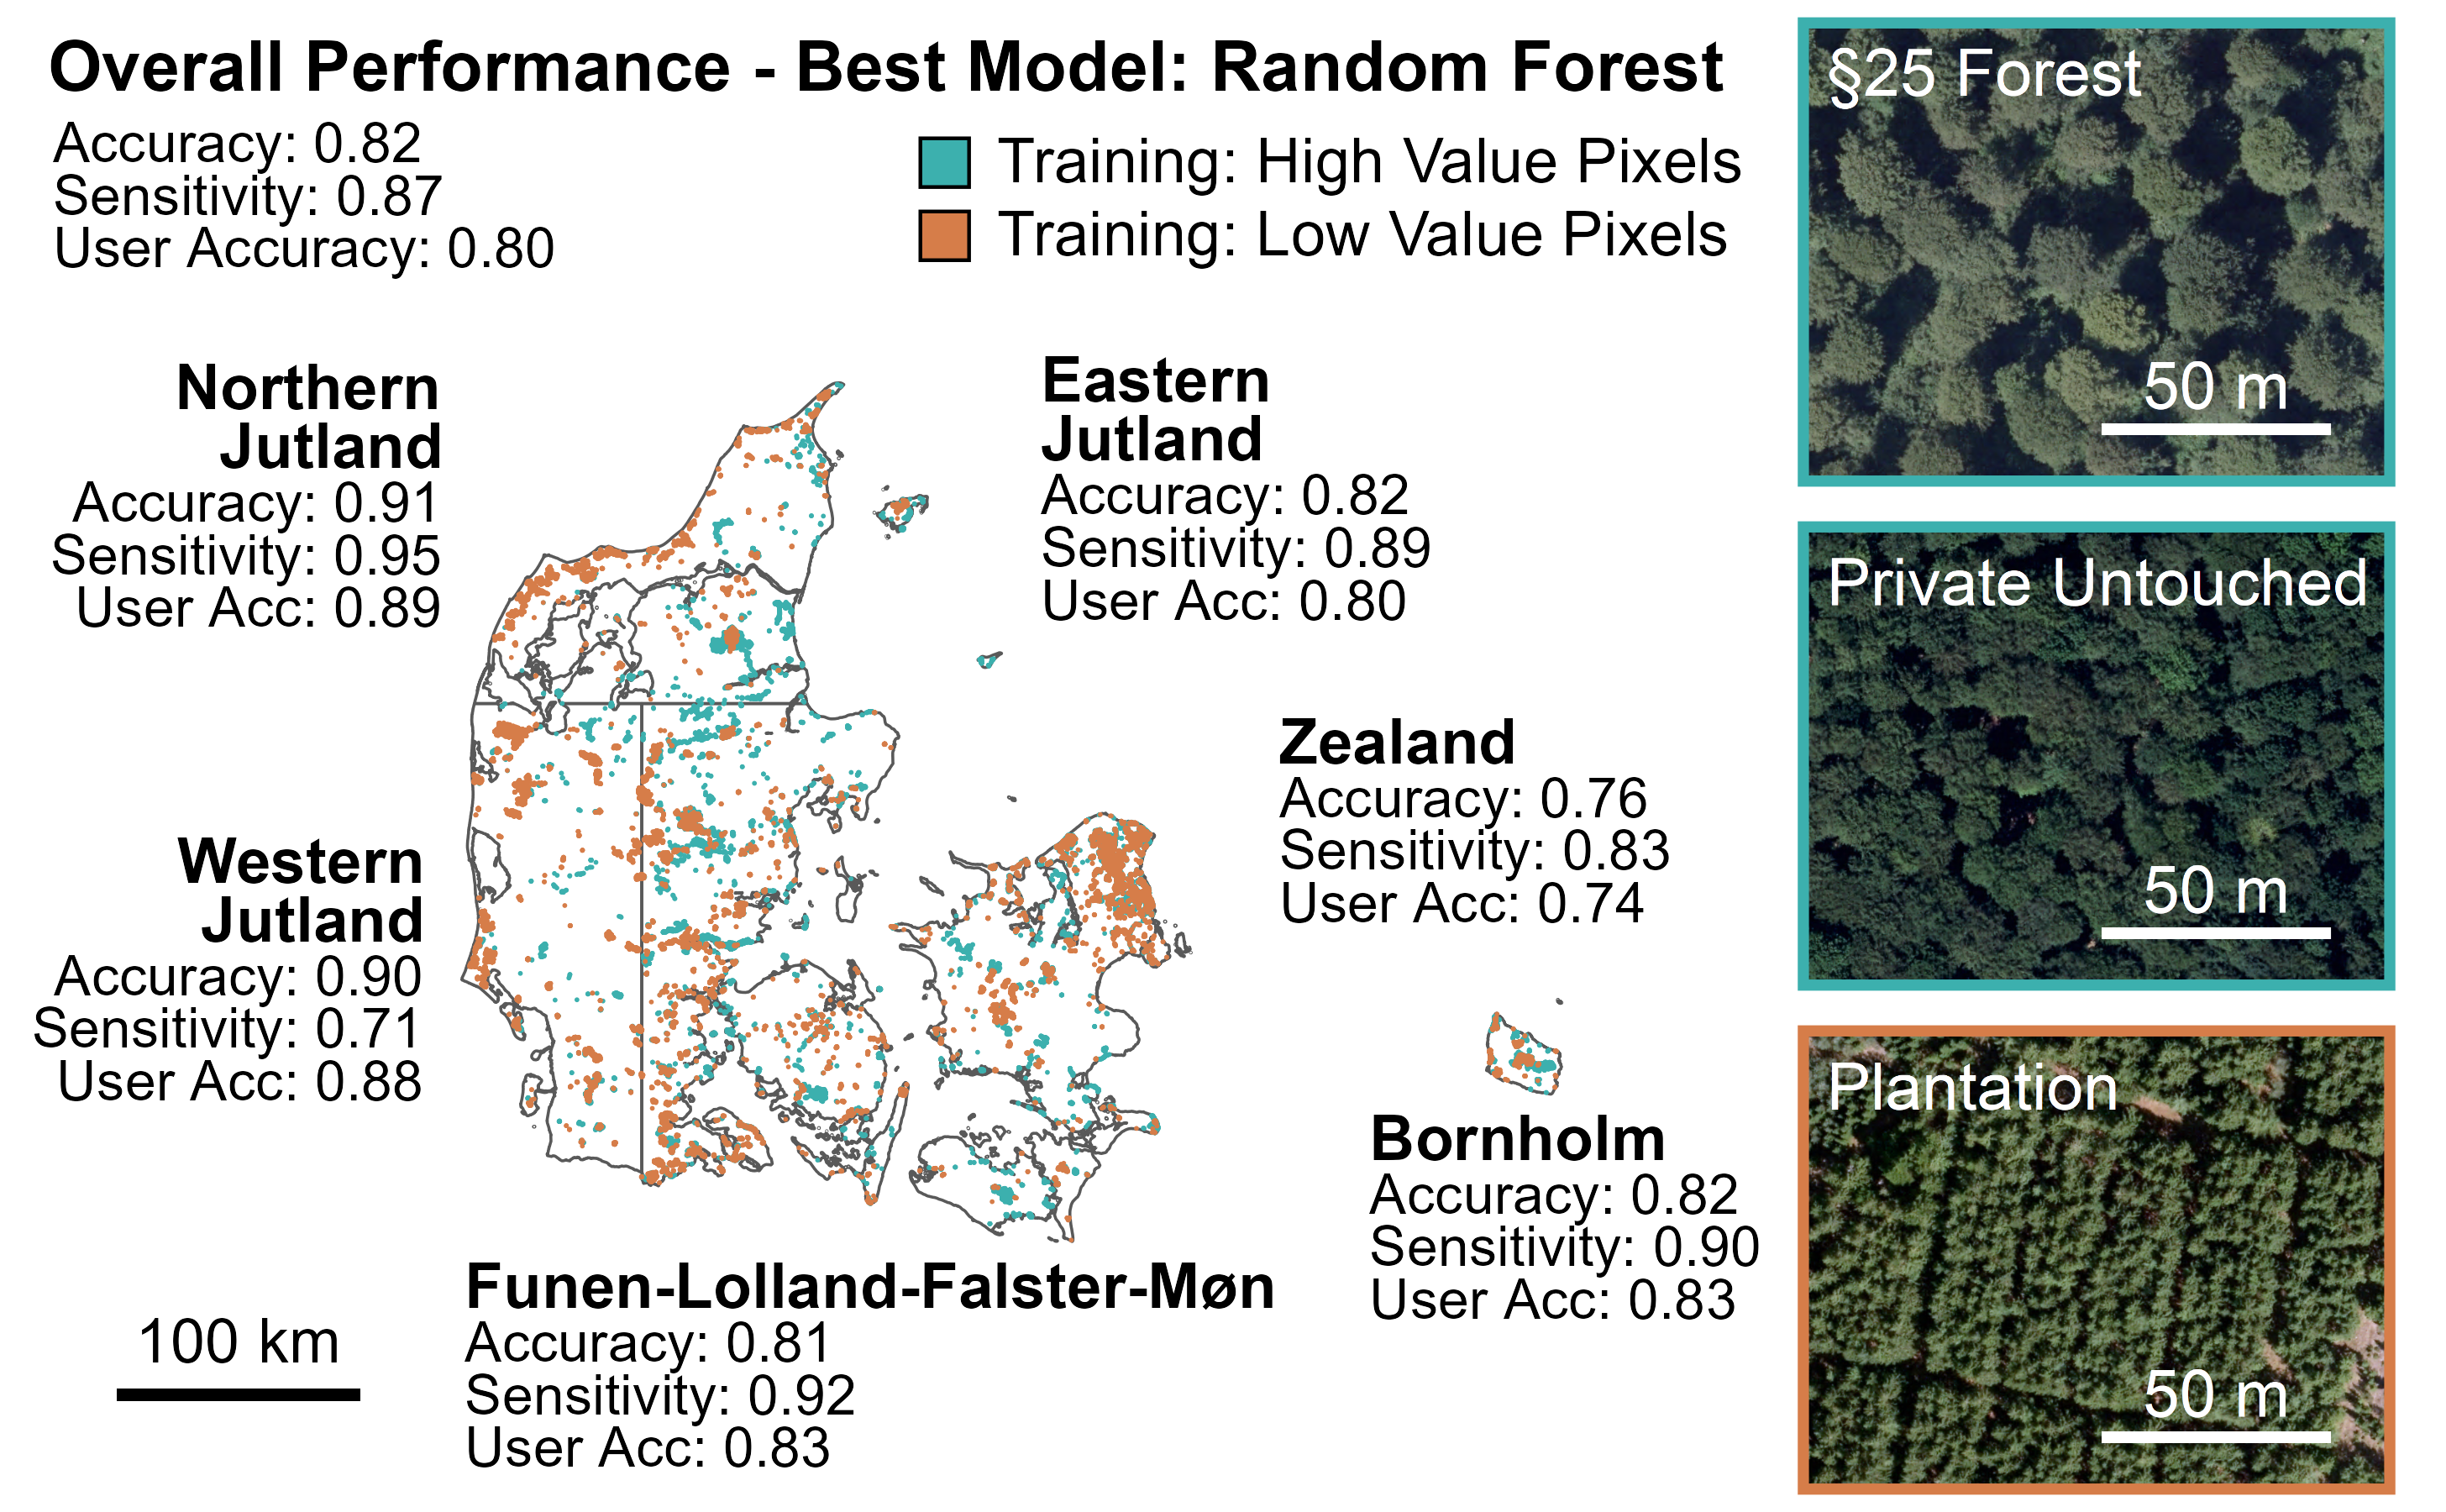 Overall Performance - Best Model: Random Forest
Accuracy: 0.82
Sensitivity: 0.87
User Accuracy: 0.80
Training: High Value Pixels
Training: Low Value Pixels
Northern
Jutland
Accuracy: 0.91
Sensitivity: 0.95
User Acc: 0.89
Eastern
Jutland
Accuracy: 0.82
Sensitivity: 0.89
User Acc: 0.80
Zealand
Accuracy: 0.76
Sensitivity: 0.83
User Acc: 0.74
Western
Jutland
Accuracy: 0.90
Sensitivity: 0.71
User Acc: 0.88
Bornholm
Accuracy: 0.82
Sensitivity: 0.90
User Acc: 0.83
Funen-Lolland-Falster-Møn
Accuracy: 0.81
Sensitivity: 0.92
User Acc: 0.83
100 km
§25 Forest
50 m
Private Untouched
50 m
Plantation
50 m